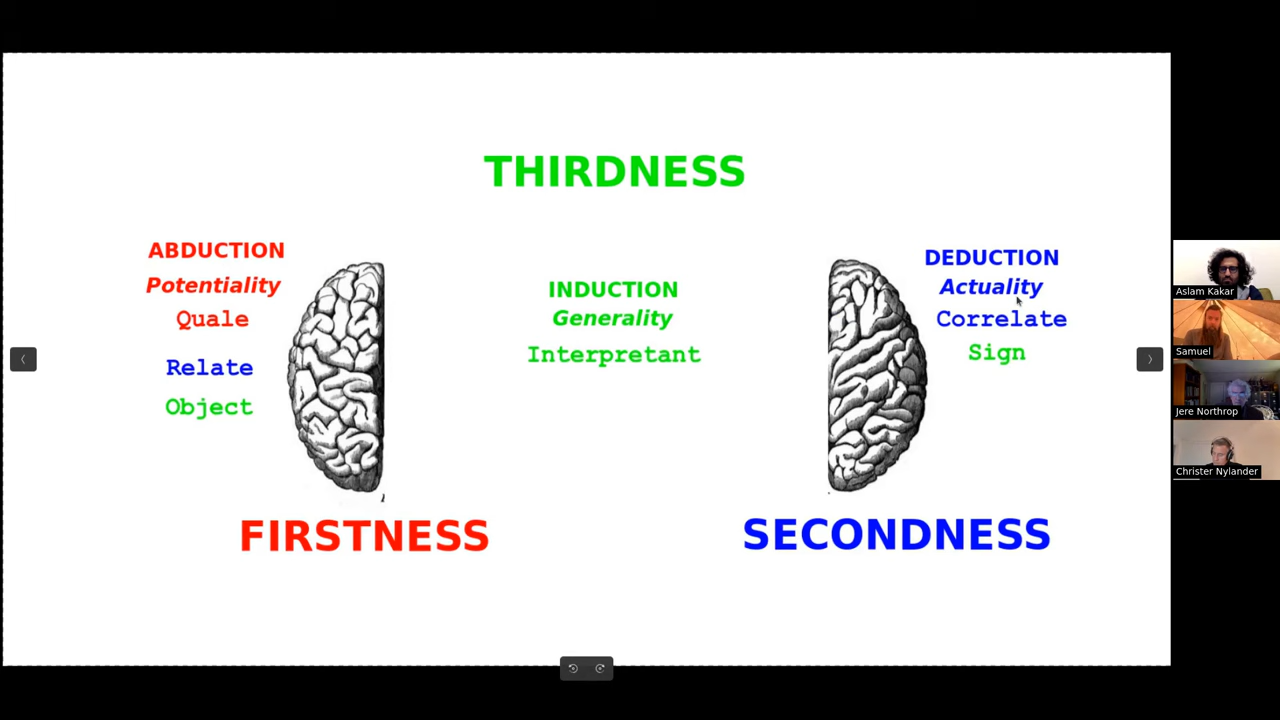 THIRDNESS
ABDUCTION
Potentiality
Quale
Relate
Object
INDUCTION
Generality
Interpretant
DEDUCTION
Actuality
Correlate
Sign
FIRSTNESS
SECONDNESS
Aslam Kakar
Samuel
Jere Northrop
Christer Nylander